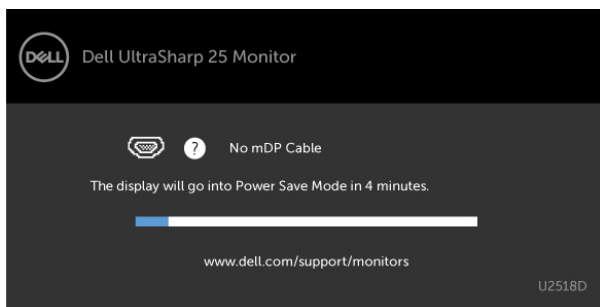 DELL
Dell UltraSharp 25 Monitor
? No mDP Cable
The display will go into Power Save Mode in 4 minutes.
www.dell.com/support/monitors
U2518D